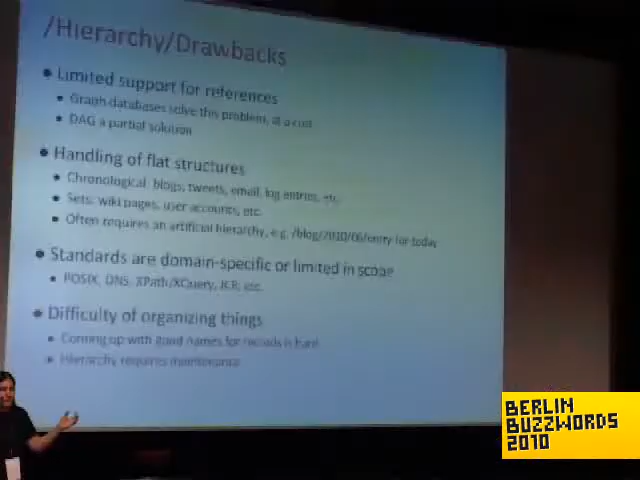 /Hierarchy/Drawbacks
• Limited support for references
• Graph databases solve this problem, at a cost
• DAG a partial solution
• Handling of flat structures
• Chronological: blogs, tweets, email, log entries, etc.
• Sets: wiki pages, user accounts, etc.
• Often requires an artificial hierarchy, e.g. /blog/2010/06/entry-for-today
• Standards are domain-specific or limited in scope
• POSIX, DNS, XPath/XQuery, JCR, etc.
• Difficulty of organizing things
• Coming up with good names for records is hard
• Hierarchy requires maintenance
BERLIN
BUZZWORDS
2010